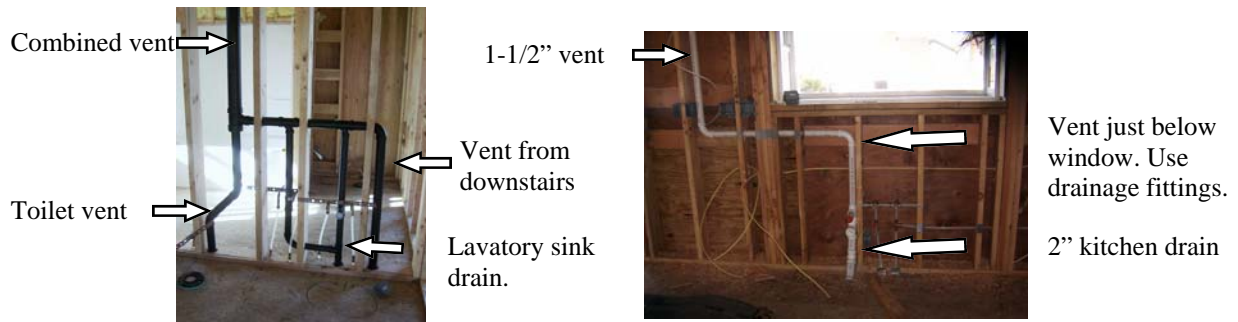 Combined vent
Toilet vent
Vent from
downstairs
Lavatory sink
drain.
1-1/2” vent
Vent just below
window. Use
drainage fittings.
2” kitchen drain